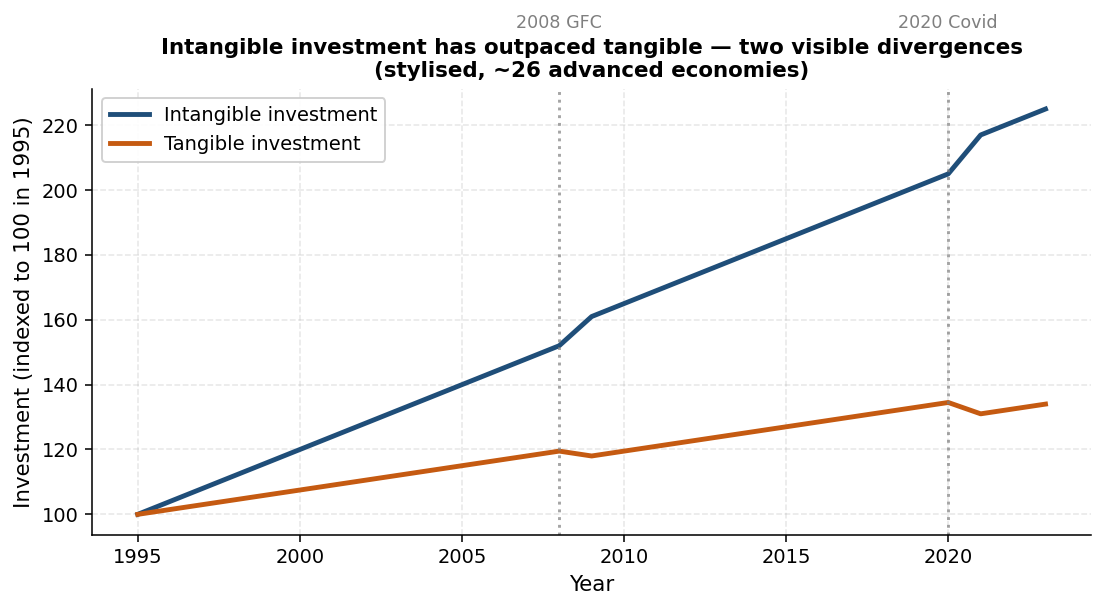 2008 GFC
2020 Covid
Intangible investment has outpaced tangible — two visible divergences
(stylised, ~26 advanced economies)
Intangible investment
Tangible investment
Investment (indexed to 100 in 1995)
220
200
180
160
140
120
100
1995
2000
2005
2010
2015
2020
Year